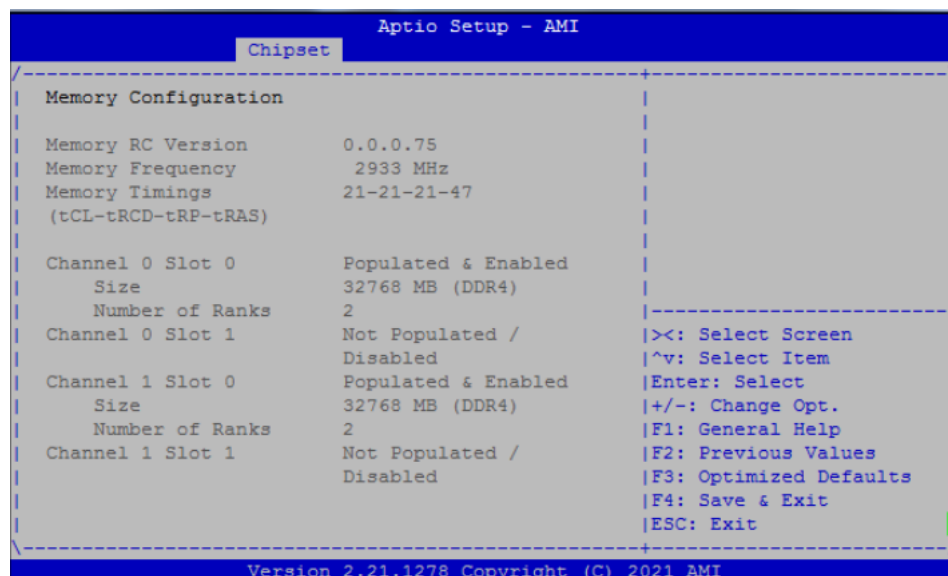 Aptio Setup - AMI
Chipset
Memory Configuration
Memory RC Version 0.0.0.75
Memory Frequency 2933 MHz
Memory Timings 21-21-21-47
(tCL-tRCD-tRP-tRAS)
Channel 0 Slot 0 Populated & Enabled
Size 32768 MB (DDR4)
Number of Ranks 2
Channel 0 Slot 1 Not Populated /
Disabled
Channel 1 Slot 0 Populated & Enabled
Size 32768 MB (DDR4)
Number of Ranks 2
Channel 1 Slot 1 Not Populated /
Disabled
><: Select Screen
^v: Select Item
Enter: Select
+/-: Change Opt.
F1: General Help
F2: Previous Values
F3: Optimized Defaults
F4: Save & Exit
ESC: Exit
Version 2.21.1278 Copyright (C) 2021 AMI